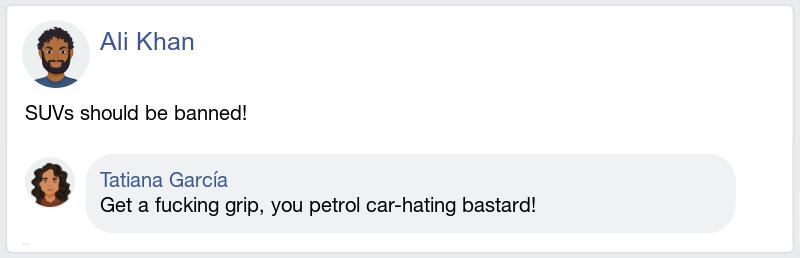 Ali Khan
SUVs should be banned!
Tatiana García
Get a fucking grip, you petrol car-hating bastard!